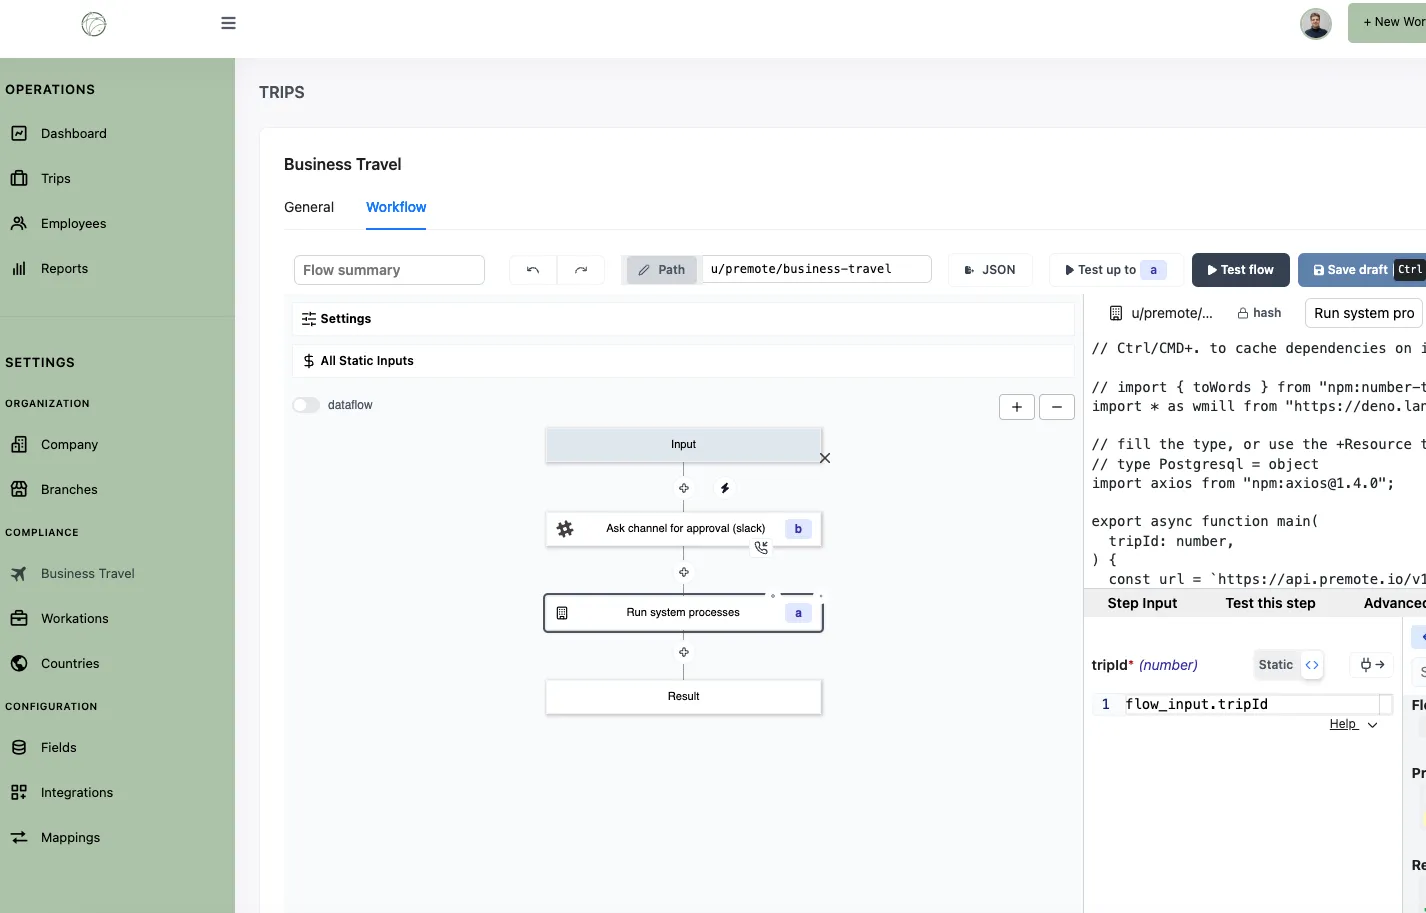 + New Wor
OPERATIONS
Dashboard
Trips
Employees
Reports
SETTINGS
ORGANIZATION
Company
Branches
COMPLIANCE
Business Travel
Workations
Countries
CONFIGURATION
Fields
Integrations
Mappings
TRIPS
Business Travel
General
Workflow
Flow summary
Path
u/premote/business-travel
JSON
Test up to a
Test flow
Save draft Ctrl
Settings
All Static Inputs
dataflow
Input
Ask channel for approval (slack) b
Run system processes a
Result
u/premote/...
hash
Run system pro
// Ctrl/CMD+. to cache dependencies on i
// import { toWords } from "npm:number-t
import * as wmill from "https://deno.lan
// fill the type, or use the +Resource t
// type Postgresql = object
import axios from "npm:axios@1.4.0";
export async function main(
tripId: number,
) {
const url = `https://api.premote.io/v1
Step Input
Test this step
Advanced
tripId* (number)
Static
1 flow_input.tripId
Help
Fl
Pr
Re